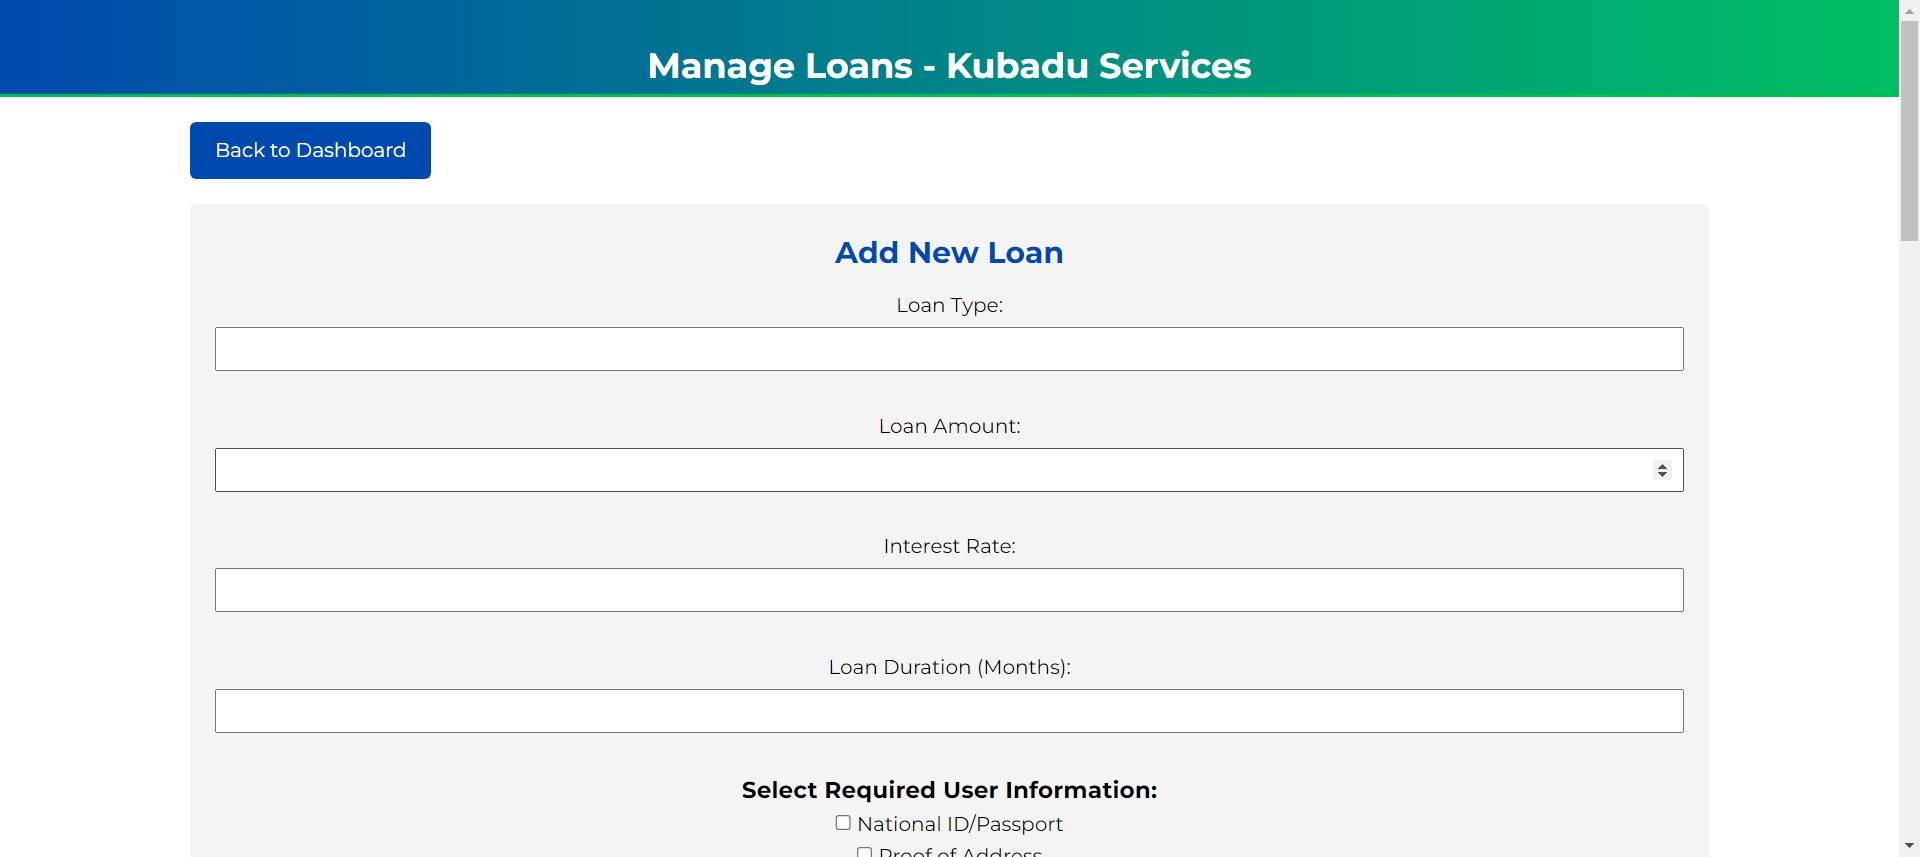 Manage Loans - Kubadu Services
Back to Dashboard
Add New Loan
Loan Type:
Loan Amount:
Interest Rate:
Loan Duration (Months):
Select Required User Information:
National ID/Passport
Proof of Address